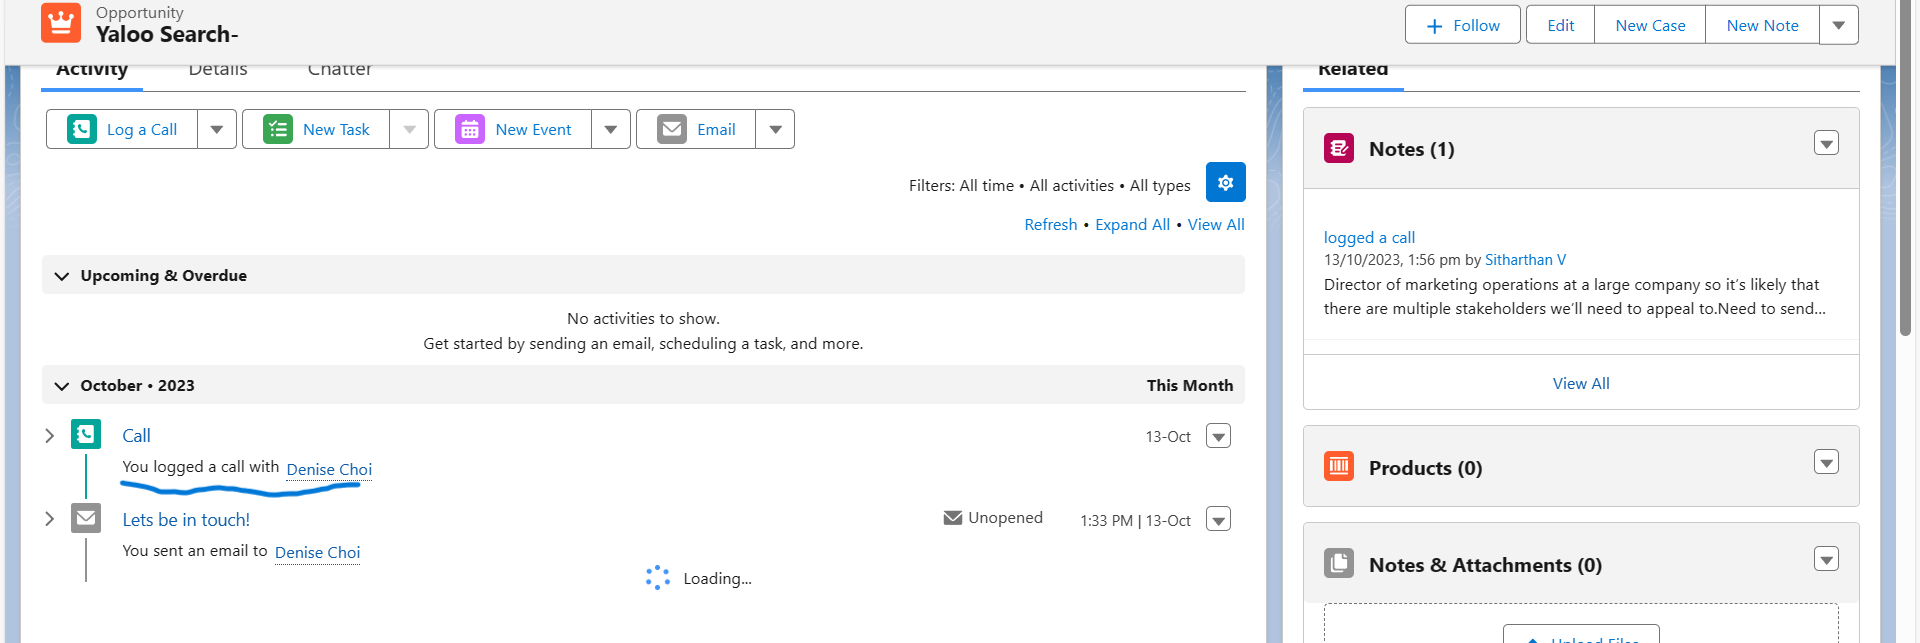 Opportunity
Yaloo Search-
Follow
Edit
New Case
New Note
Activity
Details
Chatter
Related
Log a Call
New Task
New Event
Email
Filters: All time • All activities • All types
Refresh • Expand All • View All
Upcoming & Overdue
No activities to show.
Get started by sending an email, scheduling a task, and more.
October • 2023
This Month
Call
13-Oct
You logged a call with Denise Choi
Lets be in touch!
Unopened
1:33 PM | 13-Oct
You sent an email to Denise Choi
Loading...
Notes (1)
logged a call
13/10/2023, 1:56 pm by Sitharthan V
Director of marketing operations at a large company so it's likely that
there are multiple stakeholders we'll need to appeal to.Need to send...
View All
Products (0)
Notes & Attachments (0)
Upload Files